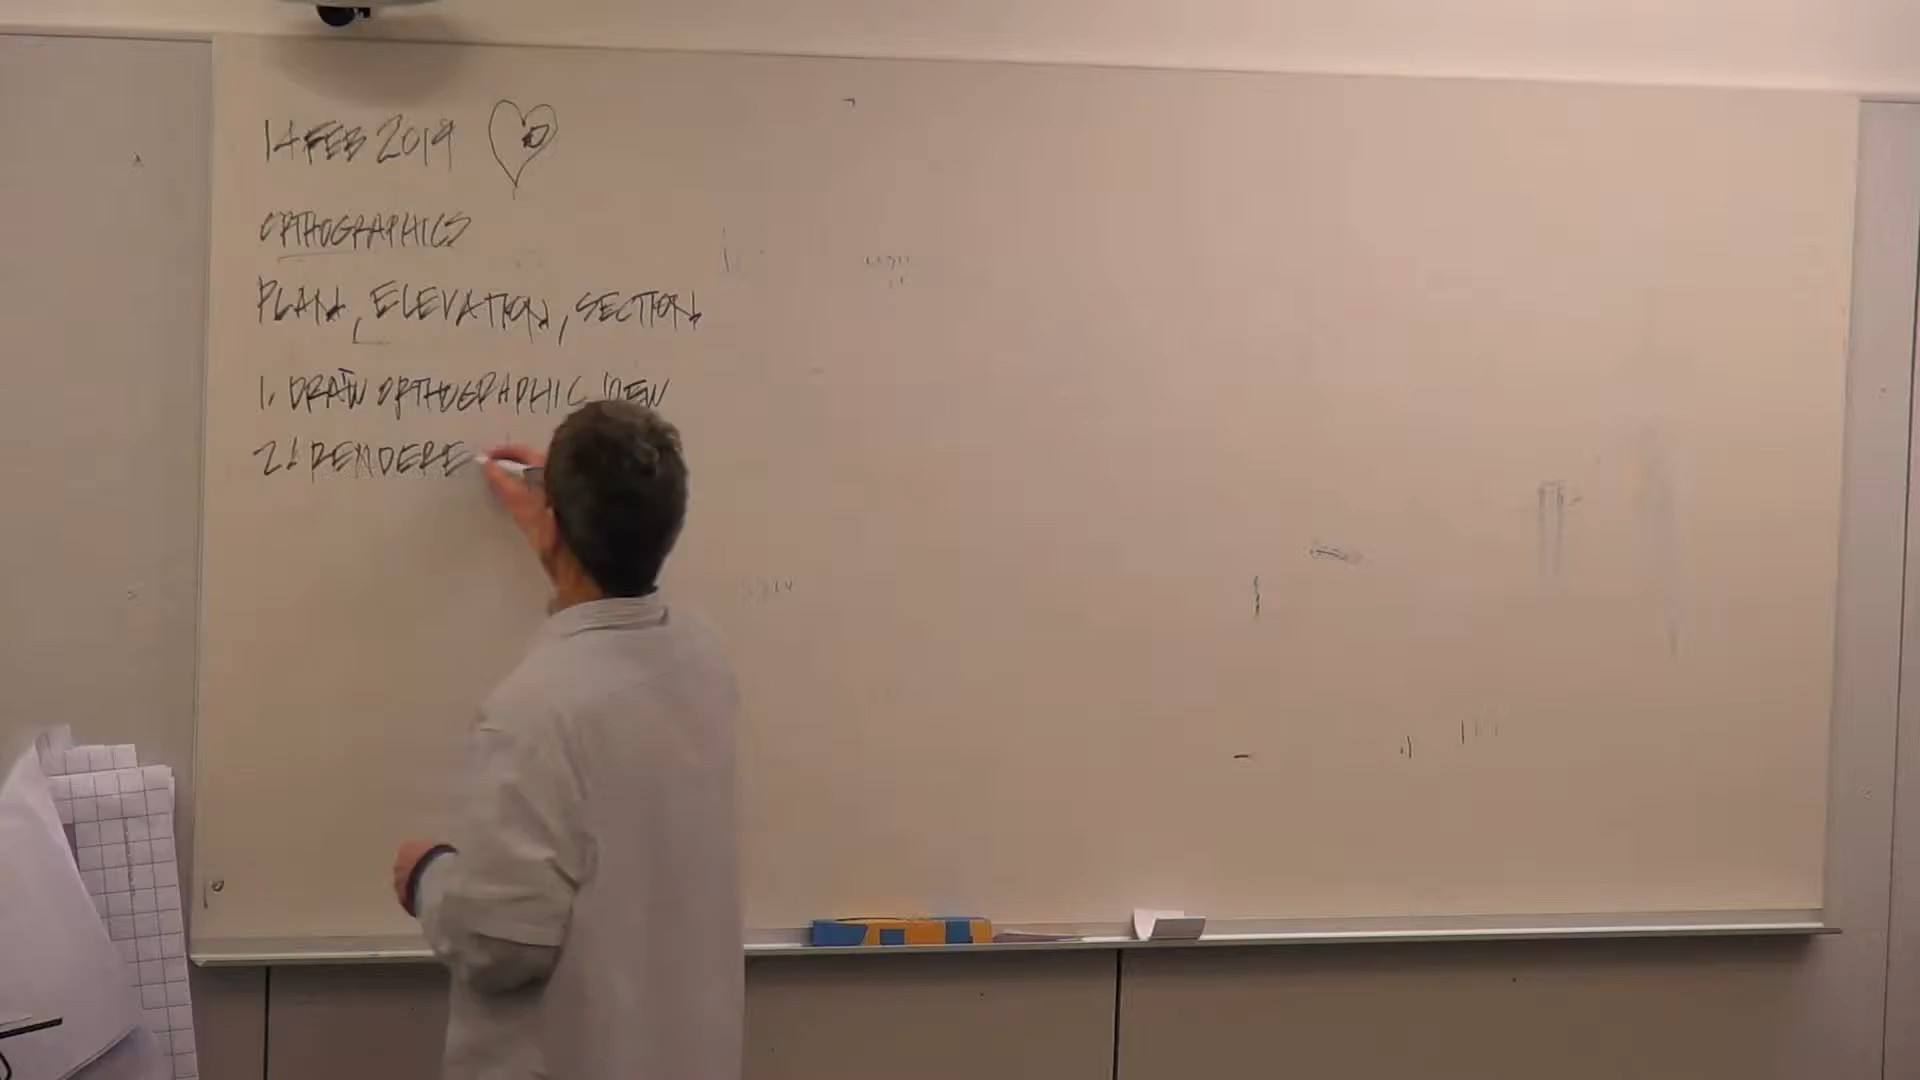 14 FEB 2019
ORTHOGRAPHICS
PLAN, ELEVATION, SECTION
1. DRAW ORTHOGRAPHIC VIEW
2. RENDERE